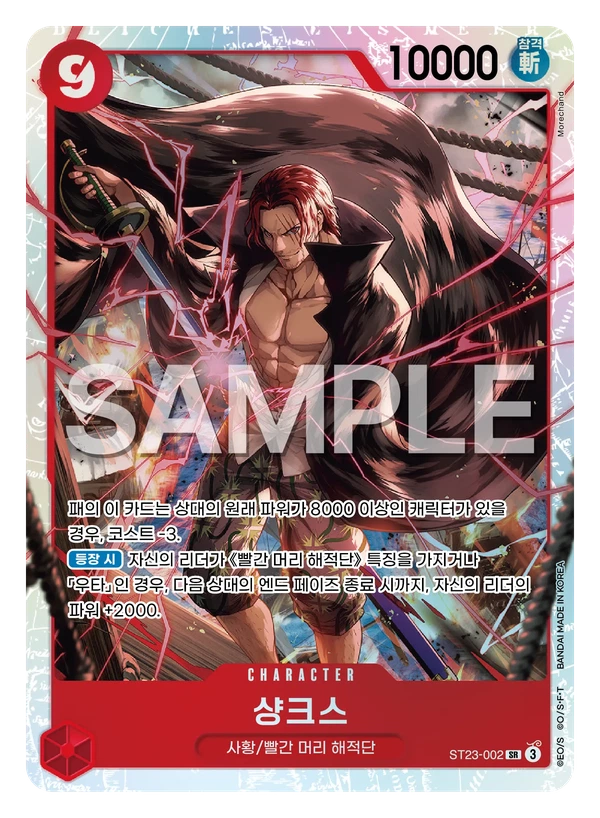 9
10000
참격
斬
Morechand
SAMPLE
패의 이 카드는 상대의 원래 파워가 8000 이상인 캐릭터가 있을
경우, 코스트 -3.
등장 시 자신의 리더가 《빨간 머리 해적단》 특징을 가지거나
「우타」인 경우, 다음 상대의 엔드 페이즈 종료 시까지, 자신의 리더의
파워 +2000.
CHARACTER
샹크스
사황/빨간 머리 해적단
ST23-002 SR 3
©EO/S ©O/S·F·T BANDAI MADE IN KOREA